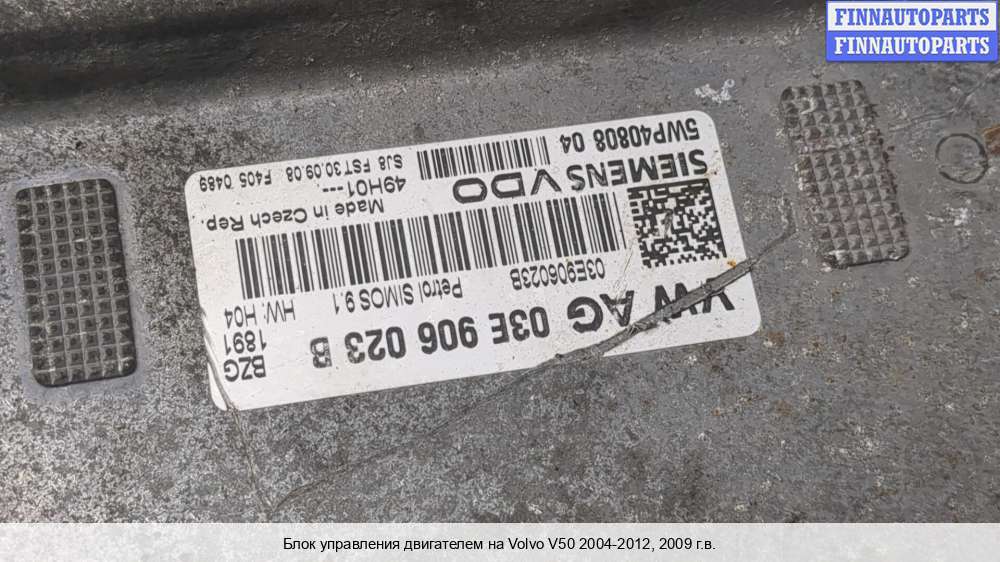 FINNAUTOPARTS
FINNAUTOPARTS
VW AG 03E 906 023 B
BZG
1891
03E906023B
Petrol SIMOS 9.1
HW: H04
Made in Czech Rep.
49H01---
SIEMENS VDO
5WP40808 04
SJ8 FST 30.09.08 F405 0489
Блок управления двигателем на Volvo V50 2004-2012, 2009 г.в.